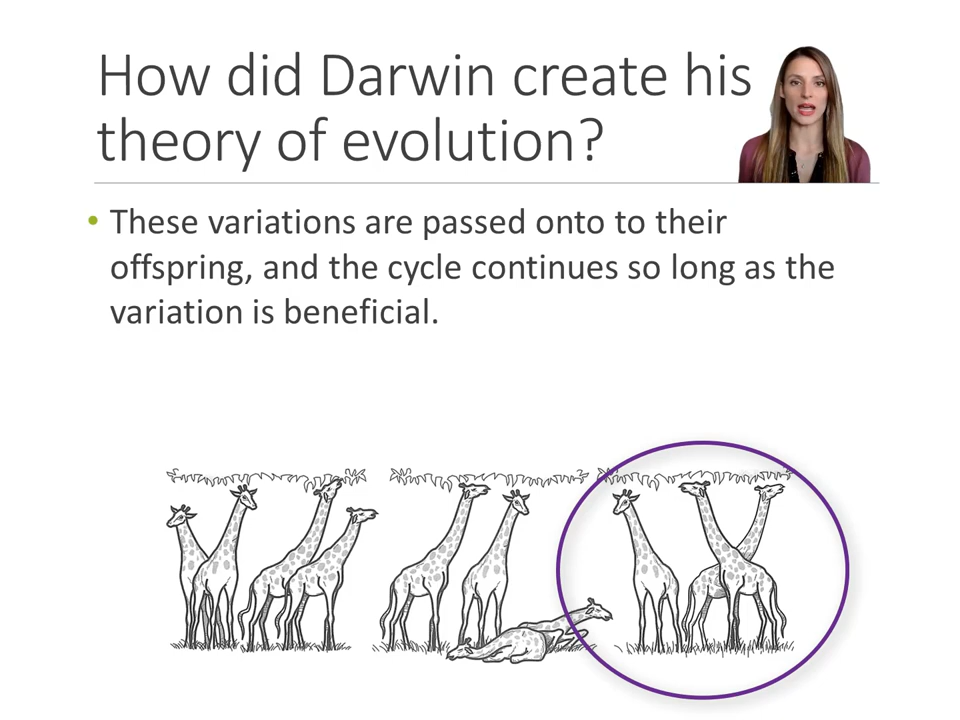 How did Darwin create his
theory of evolution?
• These variations are passed onto to their
offspring, and the cycle continues so long as the
variation is beneficial.